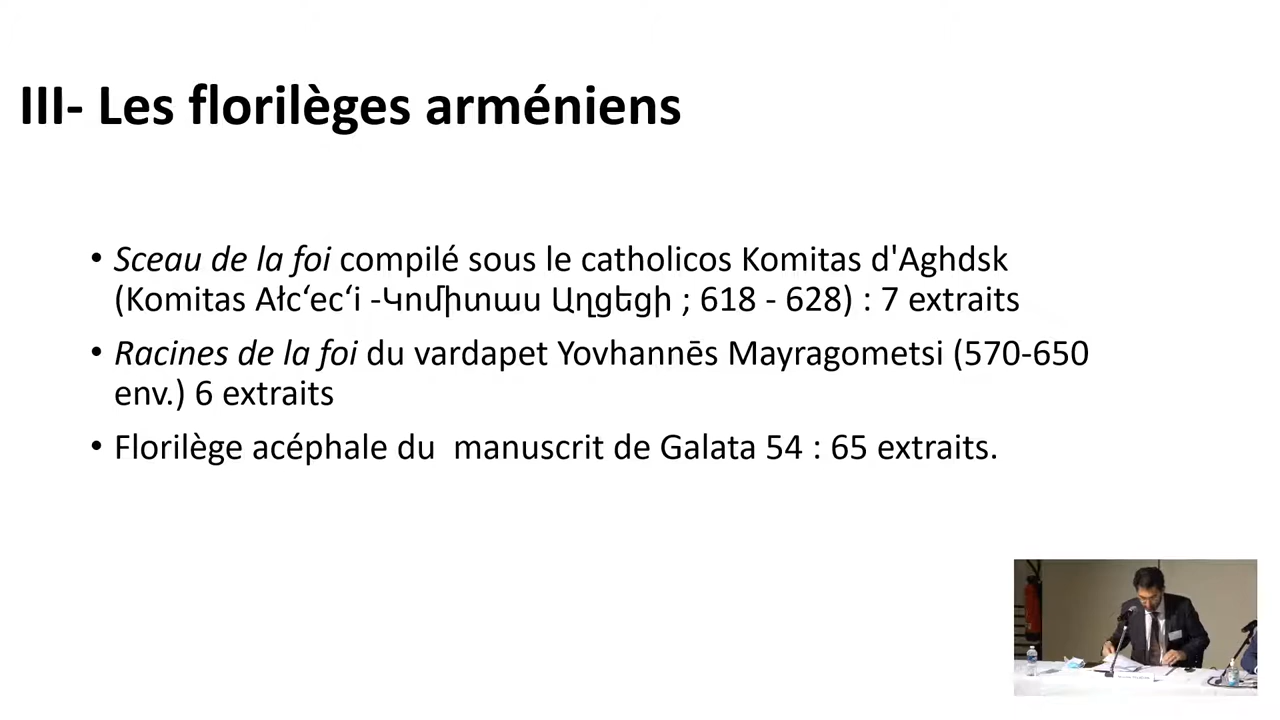 III- Les florilèges arméniens
• Sceau de la foi compilé sous le catholicos Komitas d'Aghdsk
(Komitas Ałc‘ec‘i -Կոմիտաս Աղցեցի ; 618 - 628) : 7 extraits
• Racines de la foi du vardapet Yovhannēs Mayragometsi (570-650
env.) 6 extraits
• Florilège acéphale du  manuscrit de Galata 54 : 65 extraits.